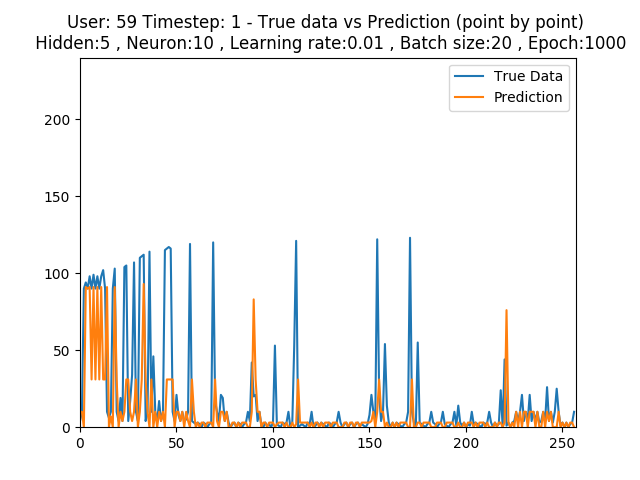 User: 59 Timestep: 1 - True data vs Prediction (point by point)
Hidden:5 , Neuron:10 , Learning rate:0.01 , Batch size:20 , Epoch:1000
True Data
Prediction
200
150
100
50
0
0 50 100 150 200 250